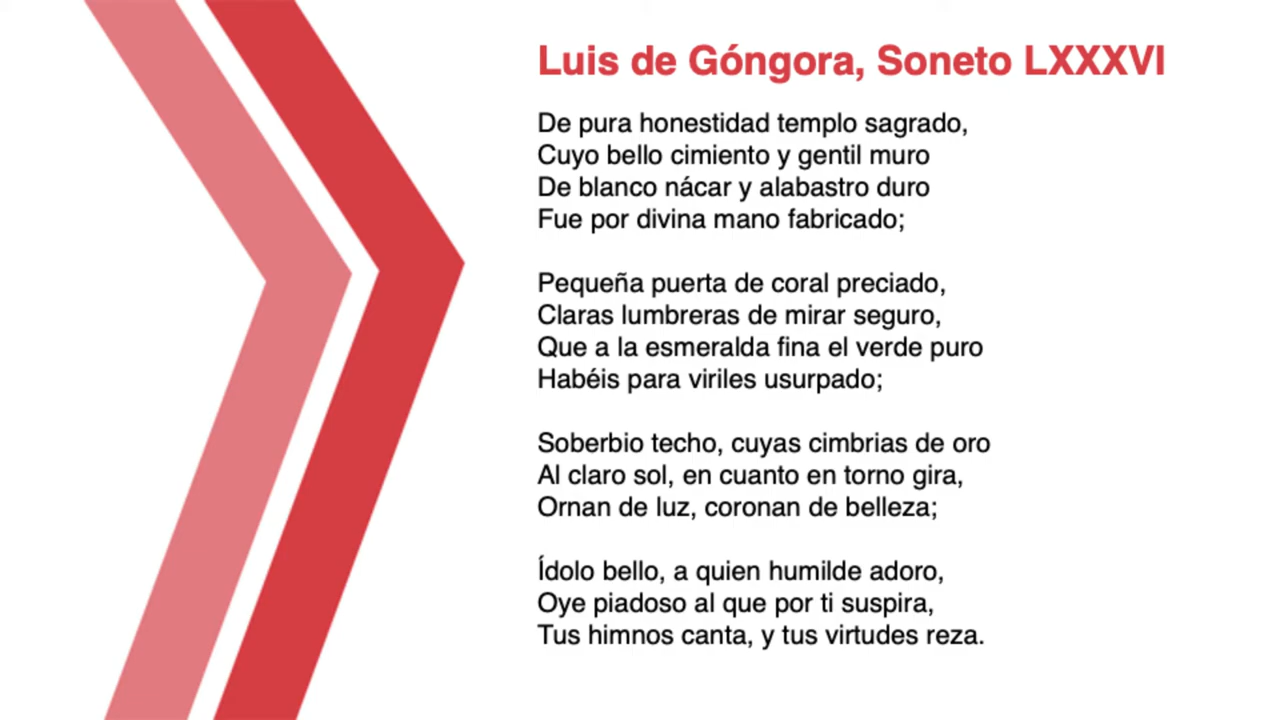 Luis de Góngora, Soneto LXXXVI
De pura honestidad templo sagrado,
Cuyo bello cimiento y gentil muro
De blanco nácar y alabastro duro
Fue por divina mano fabricado;
Pequeña puerta de coral preciado,
Claras lumbreras de mirar seguro,
Que a la esmeralda fina el verde puro
Habéis para viriles usurpado;
Soberbio techo, cuyas cimbrias de oro
Al claro sol, en cuanto en torno gira,
Ornan de luz, coronan de belleza;
Ídolo bello, a quien humilde adoro,
Oye piadoso al que por ti suspira,
Tus himnos canta, y tus virtudes reza.